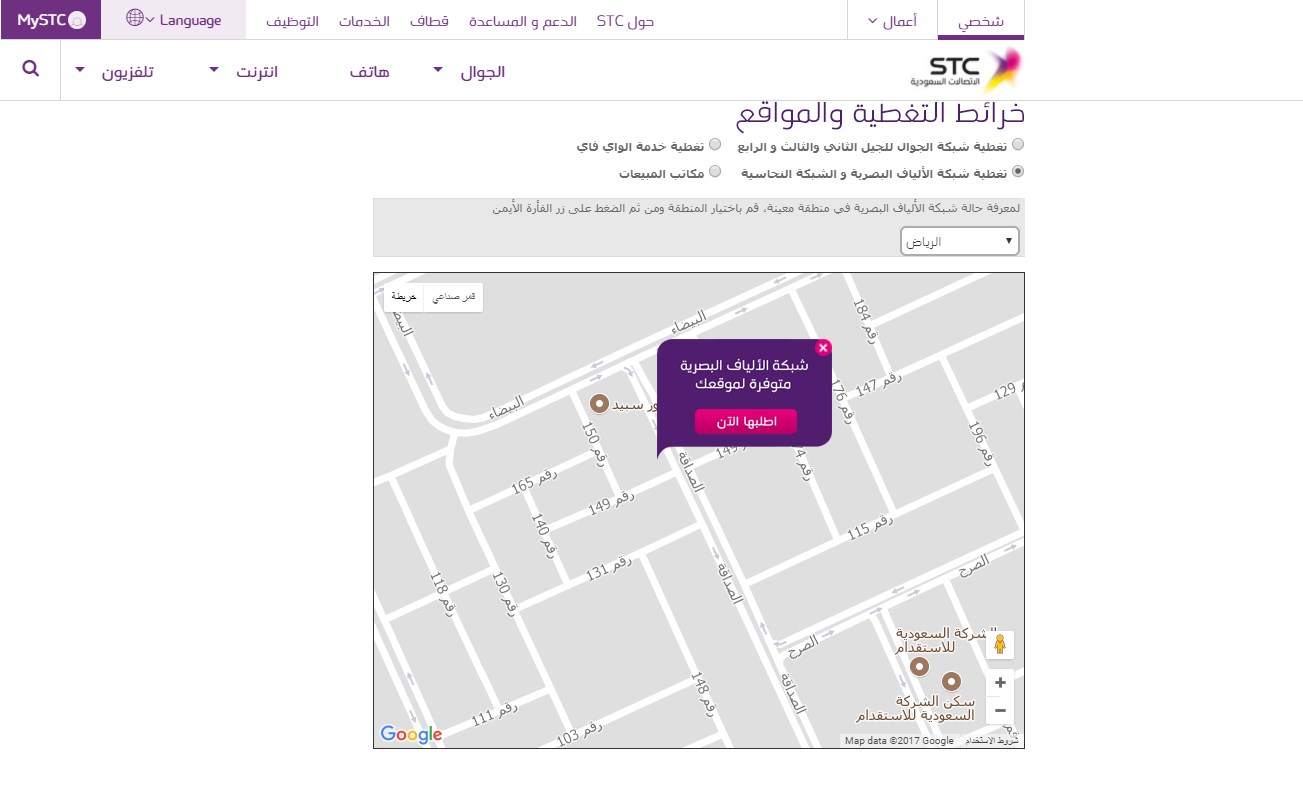 شخصي
أعمال
حول STC
الدعم و المساعدة
قطاف
الخدمات
التوظيف
Language
MySTC
STC
الاتصالات السعودية
الجوال
هاتف
انترنت
تلفزيون
خرائط التغطية والمواقع
تغطية شبكة الجوال للجيل الثاني والثالث و الرابع
تغطية خدمة الواي فاي
تغطية شبكة الألياف البصرية و الشبكة النحاسية
مكاتب المبيعات
لمعرفة حالة شبكة الألياف البصرية في منطقة معينة، قم باختيار المنطقة ومن ثم الضغط على زر الفأرة الأيمن
الرياض
قمر صناعي
خريطة
البيضاء
رقم 184
شبكة الألياف البصرية
متوفرة لموقعك
اطلبها الآن
رقم 176
رقم 147
رقم 129
البيضاء
رقم 150
رقم 149
رقم 196
الصداقة
رقم 165
رقم 149
رقم 140
رقم 115
رقم 131
الصرح
رقم 118
رقم 130
الصداقة
الصرح
الشركة السعودية
للاستقدام
سكن الشركة
السعودية للاستقدام
رقم 148
الصداقة
رقم 111
رقم 103
Google
Map data ©2017 Google
شروط الاستخدام